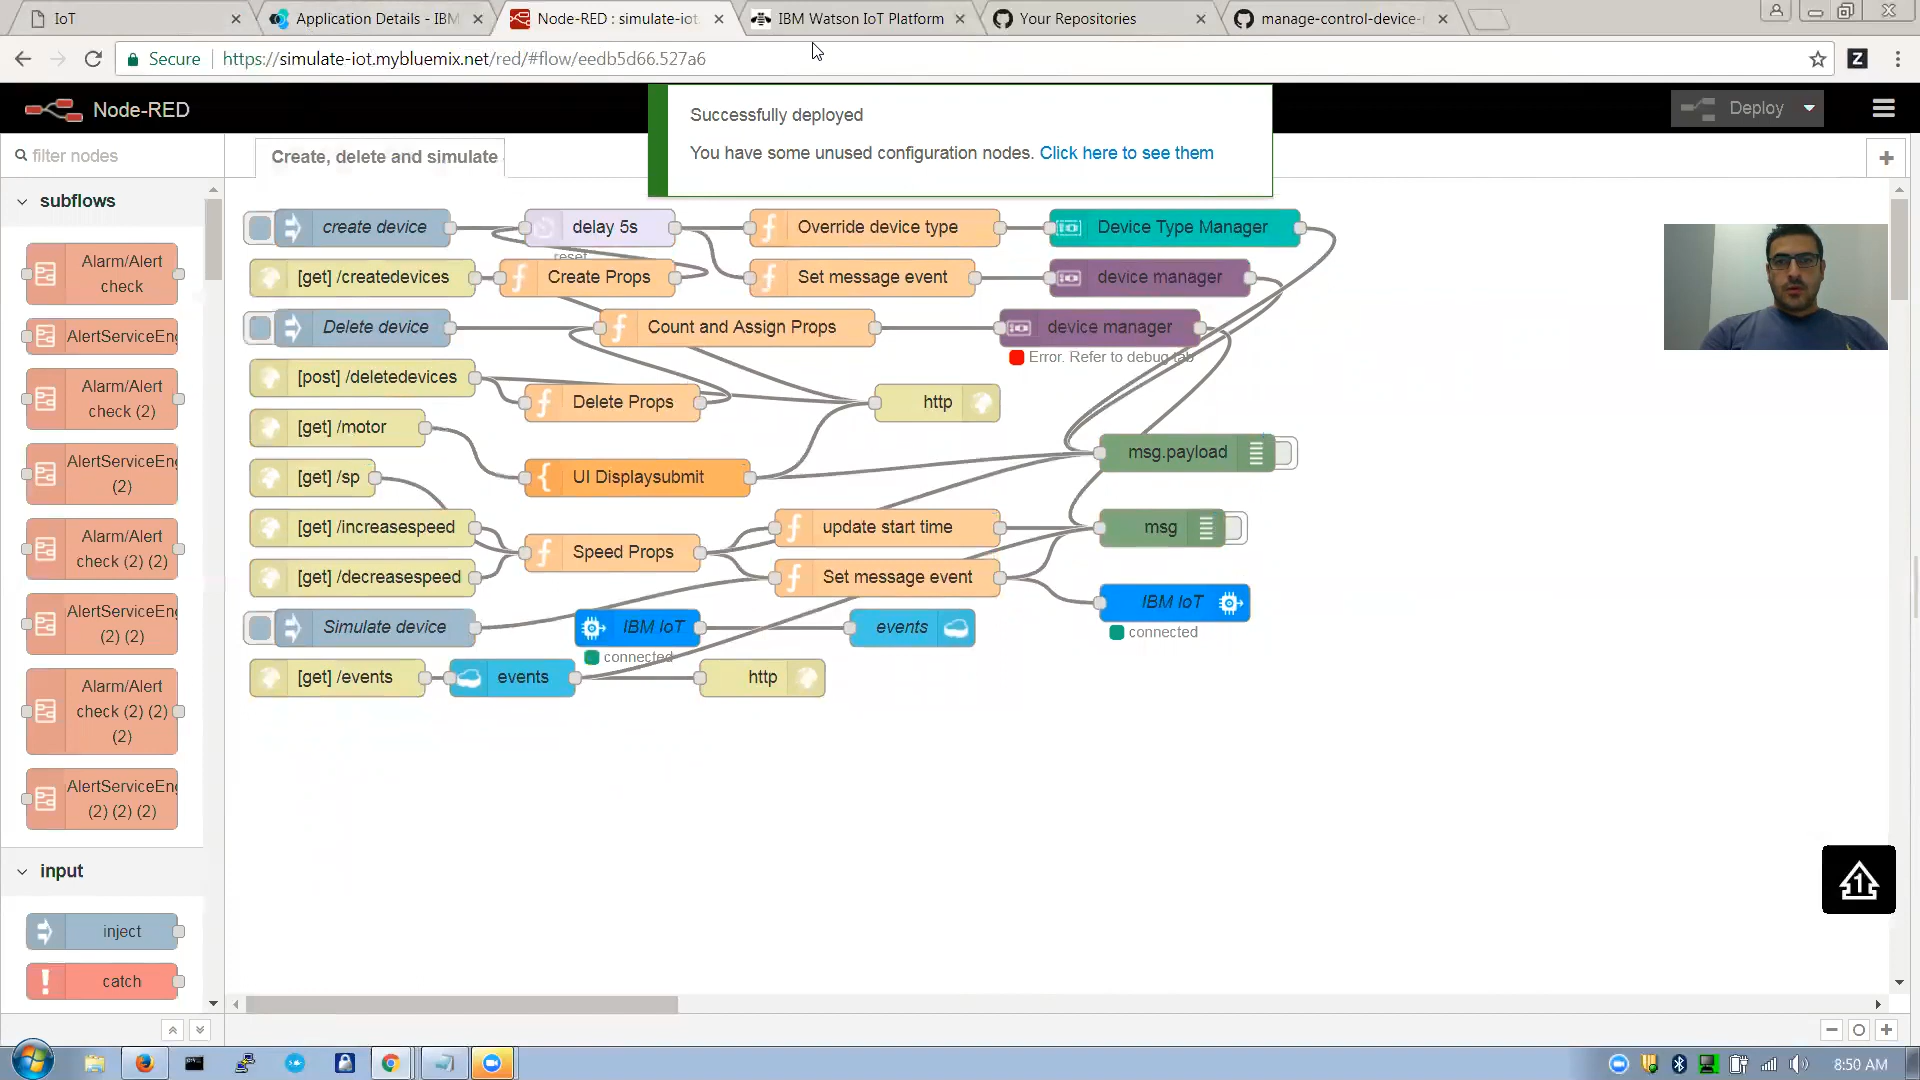 IoT
Application Details - IBM
Node-RED : simulate-iot
IBM Watson IoT Platform
Your Repositories
manage-control-device-
Secure
https://simulate-iot.mybluemix.net/red/#flow/eedb5d66.527a6
Z
Node-RED
Successfully deployed
You have some unused configuration nodes. Click here to see them
Deploy
filter nodes
Create, delete and simulate
subflows
Alarm/Alert
check
AlertServiceEng
Alarm/Alert
check (2)
AlertServiceEng
(2)
Alarm/Alert
check (2) (2)
AlertServiceEng
(2) (2)
Alarm/Alert
check (2) (2)
(2)
AlertServiceEng
(2) (2) (2)
input
inject
catch
create device
delay 5s
reset
Override device type
Device Type Manager
[get] /createdevices
Create Props
Set message event
device manager
Delete device
Count and Assign Props
device manager
Error. Refer to debug tab
[post] /deletedevices
Delete Props
http
[get] /motor
msg.payload
[get] /sp
UI Displaysubmit
[get] /increasespeed
Speed Props
update start time
msg
[get] /decreasespeed
Set message event
IBM IoT
connected
Simulate device
IBM IoT
connected
events
[get] /events
events
http
1
8:50 AM